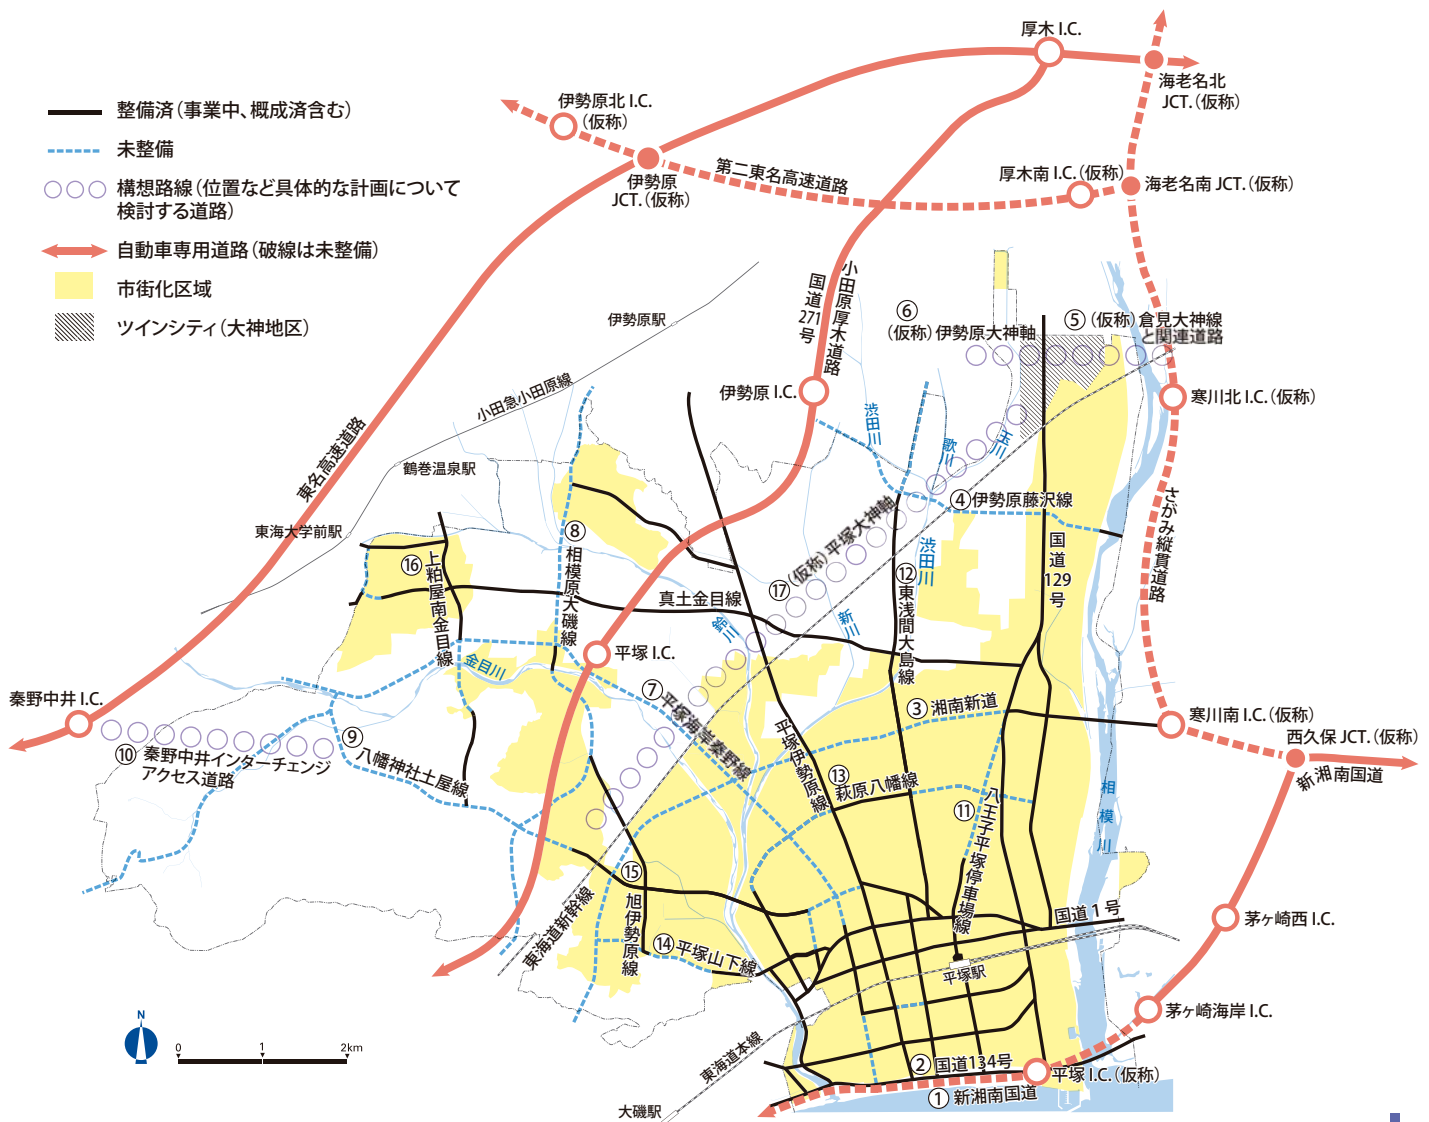 厚木 I.C.
海老名北
JCT.(仮称)
伊勢原北 I.C.
(仮称)
整備済(事業中、概成済含む)
未整備
構想路線(位置など具体的な計画について
検討する道路)
自動車専用道路(破線は未整備)
市街化区域
ツインシティ(大神地区)
伊勢原
JCT.(仮称)
第二東名高速道路
厚木南 I.C.(仮称)
海老名南 JCT.(仮称)
小田原厚木道路
国道271号
伊勢原駅
⑥
(仮称)伊勢原大神軸
⑤(仮称)倉見大神線
と関連道路
小田急小田原線
伊勢原 I.C.
寒川北 I.C.(仮称)
渋田川
歌川
玉川
東名高速道路
鶴巻温泉駅
東海大学前駅
④伊勢原藤沢線
さがみ縦貫道路
国道129号
⑧相模原大磯線
⑯上粕屋南金目線
⑰(仮称)平塚大神軸
渋田川
⑫東浅間大島線
真土金目線
鈴川
新川
平塚 I.C.
金目川
⑦平塚海岸秦野線
③湘南新道
秦野中井 I.C.
寒川南 I.C.(仮称)
西久保 JCT.(仮称)
新湘南国道
⑩秦野中井インターチェンジ
アクセス道路
⑨八幡神社土屋線
平塚伊勢原線
⑬萩原八幡線
⑪八王子平塚停車場線
相模川
⑮旭伊勢原線
東海道新幹線
⑭平塚山下線
国道1号
茅ヶ崎西 I.C.
平塚駅
茅ヶ崎海岸 I.C.
N
0 1 2km
東海道本線
②国道134号
平塚 I.C.(仮称)
①新湘南国道
大磯駅